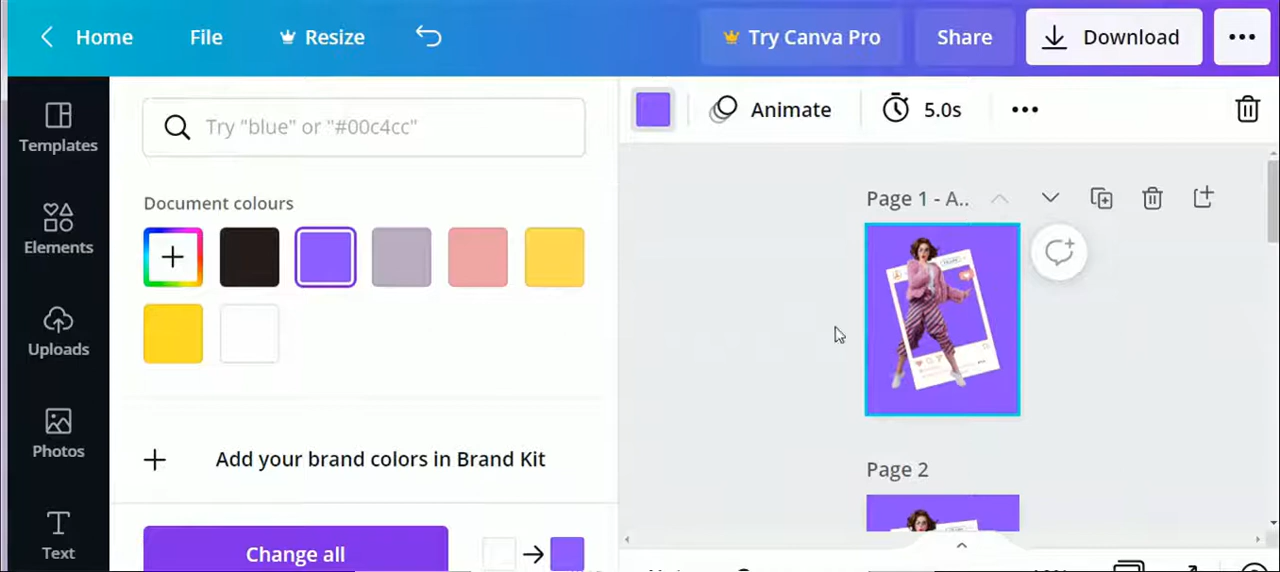 Home
File
Resize
Try Canva Pro
Share
Download
Templates
Elements
Uploads
Photos
Text
Try "blue" or "#00c4cc"
Document colours
Add your brand colors in Brand Kit
Change all
Animate
5.0s
Page 1 - A..
Page 2